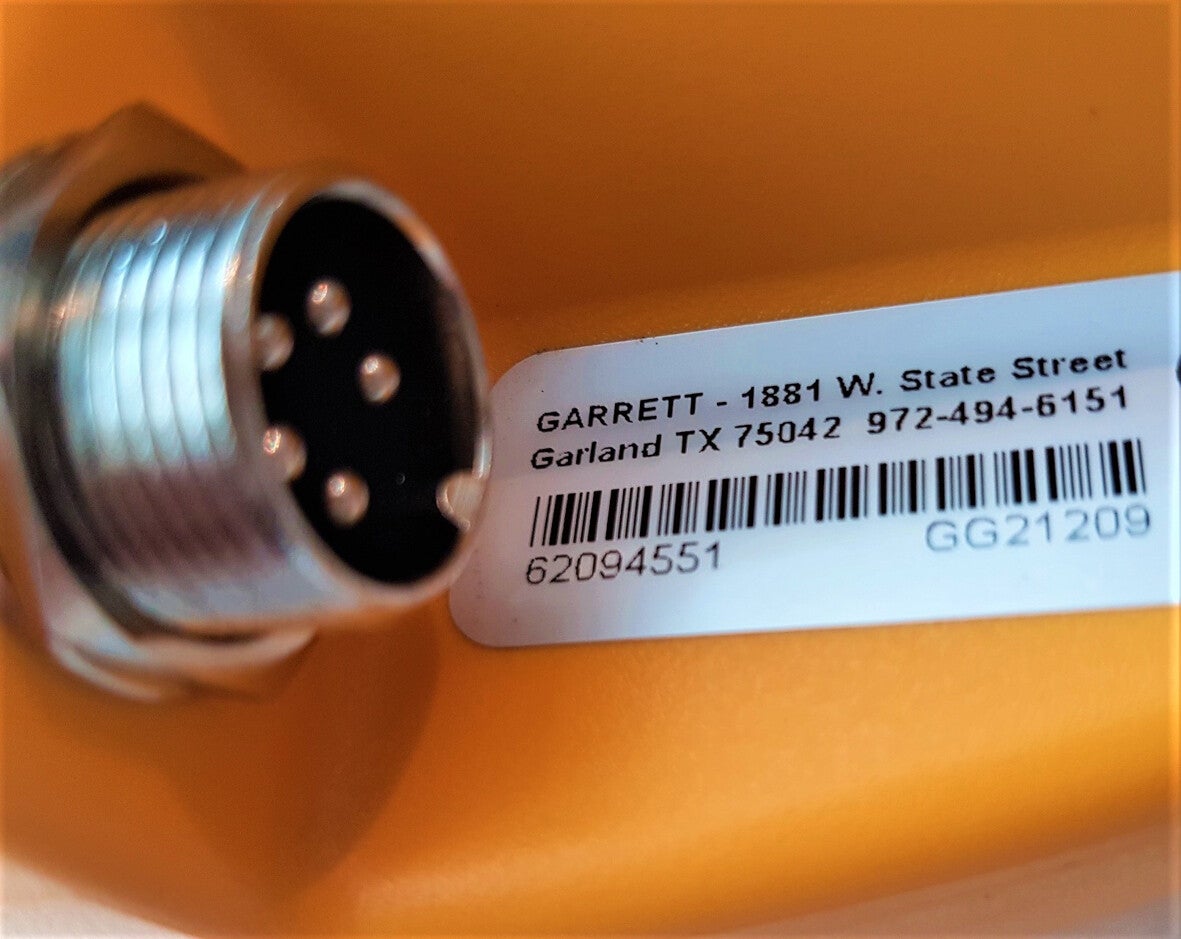 GARRETT - 1881 W. State Street
Garland TX 75042 972-494-6151
62094551 GG21209